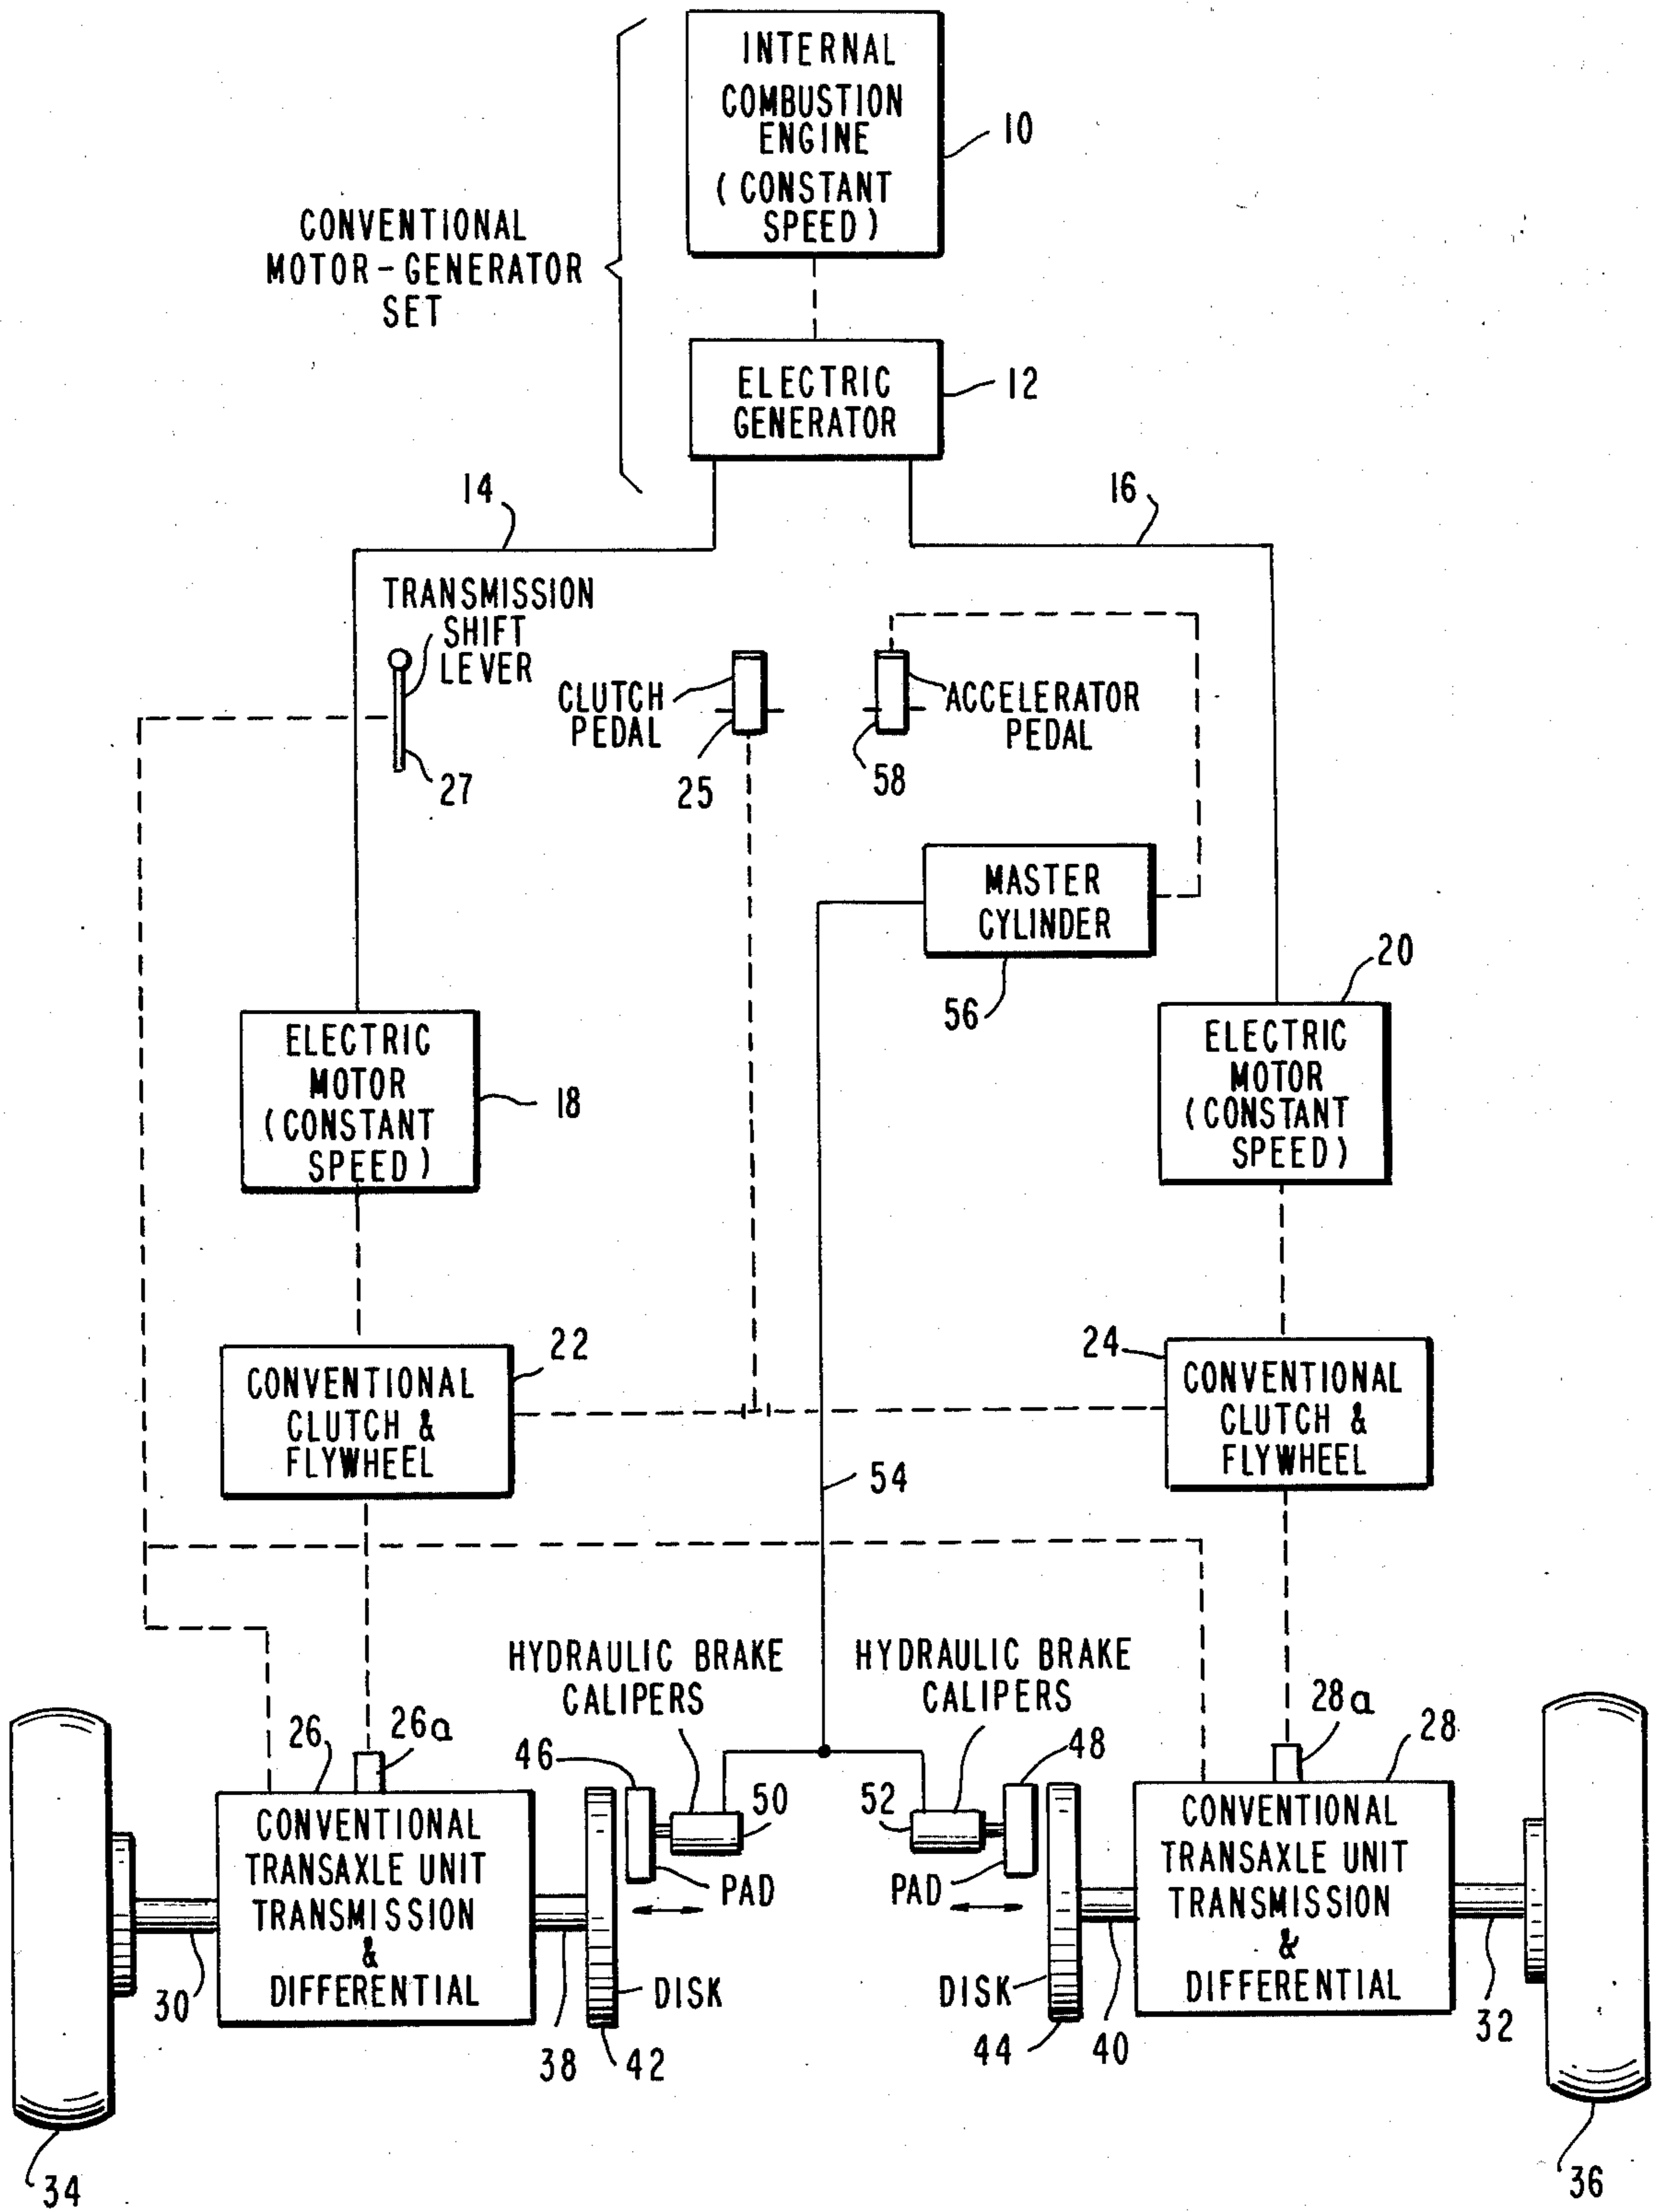 INTERNAL
COMBUSTION
ENGINE
(CONSTANT
SPEED)
10
CONVENTIONAL
MOTOR-GENERATOR
SET
ELECTRIC
GENERATOR
12
14
16
TRANSMISSION
SHIFT
LEVER
27
CLUTCH
PEDAL
25
ACCELERATOR
PEDAL
58
MASTER
CYLINDER
56
20
ELECTRIC
MOTOR
(CONSTANT
SPEED)
18
ELECTRIC
MOTOR
(CONSTANT
SPEED)
22
CONVENTIONAL
CLUTCH &
FLYWHEEL
24
CONVENTIONAL
CLUTCH &
FLYWHEEL
54
HYDRAULIC BRAKE
CALIPERS
HYDRAULIC BRAKE
CALIPERS
26
26a
46
50
52
48
28a
28
CONVENTIONAL
TRANSAXLE UNIT
TRANSMISSION
&
DIFFERENTIAL
PAD
PAD
CONVENTIONAL
TRANSAXLE UNIT
TRANSMISSION
&
DIFFERENTIAL
30
DISK
DISK
32
38
42
44
40
34
36